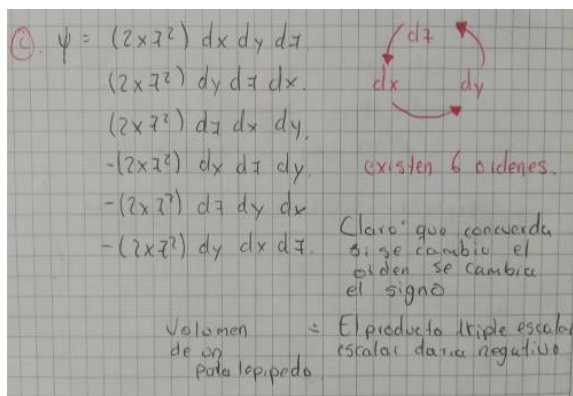 c). ψ = (2xz²) dx dy dz.
(2xz²) dy dz dx.
(2xz²) dz dx dy.
-(2xz²) dx dz dy.
-(2xz²) dz dy dx
-(2xz²) dy dx dz.
dz
dx dy
existen 6 ordenes.
Claro que concuerda
si se cambia el
orden se cambia
el signo
Volumen = El producto triple escalar
de un escalar daria negativo
paralepipedo.